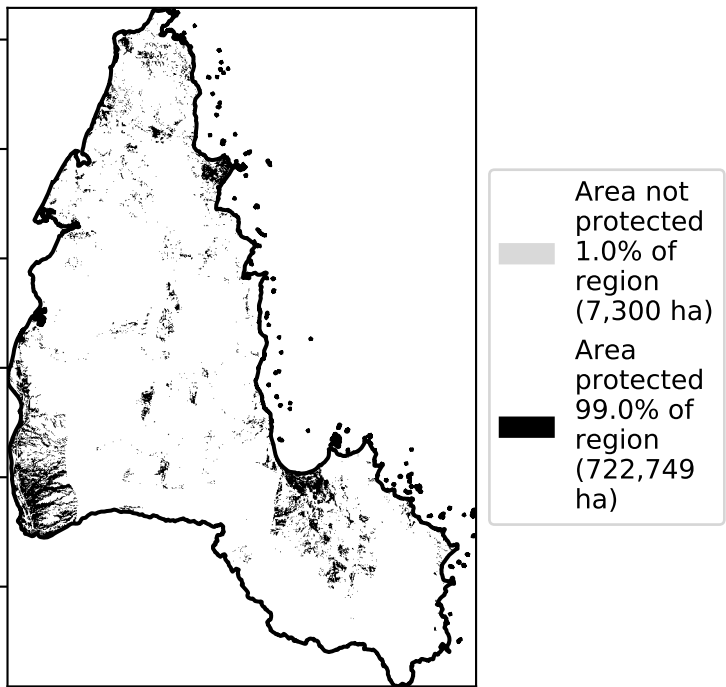 Area not
protected
1.0% of
region
(7,300 ha)
Area
protected
99.0% of
region
(722,749
ha)